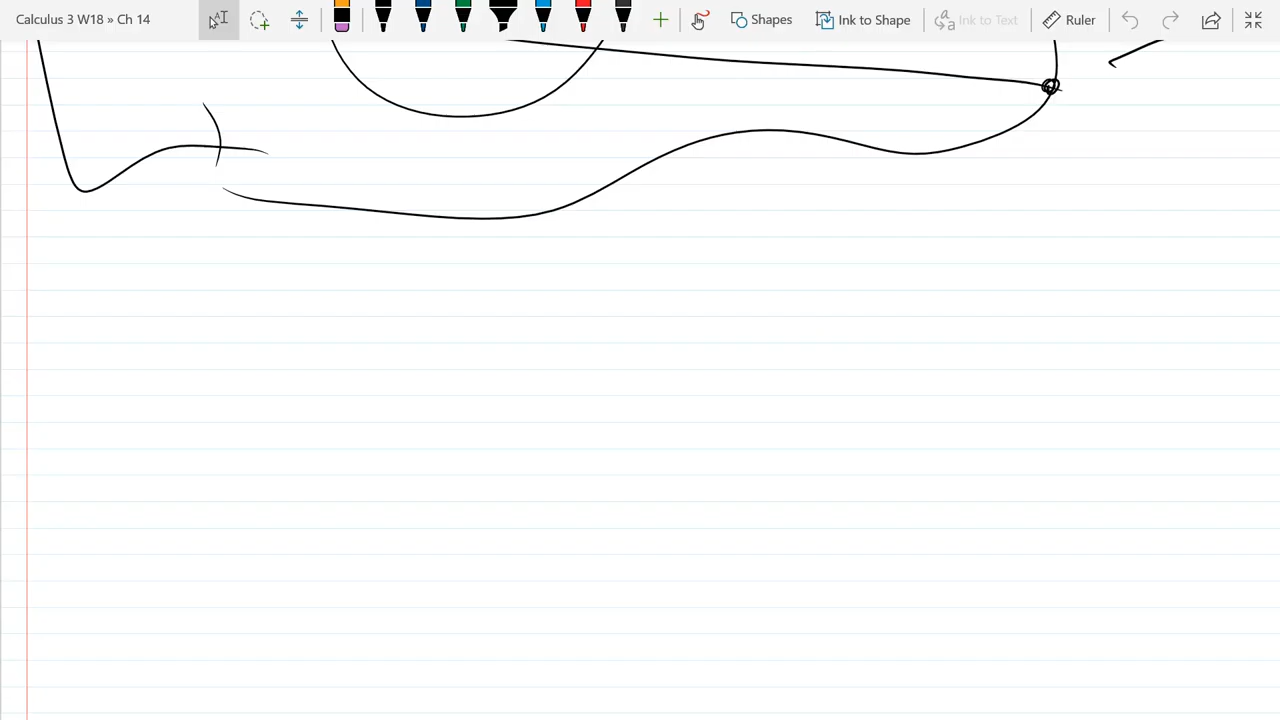 Calculus 3 W18 » Ch 14
Shapes
Ink to Shape
Ink to Text
Ruler